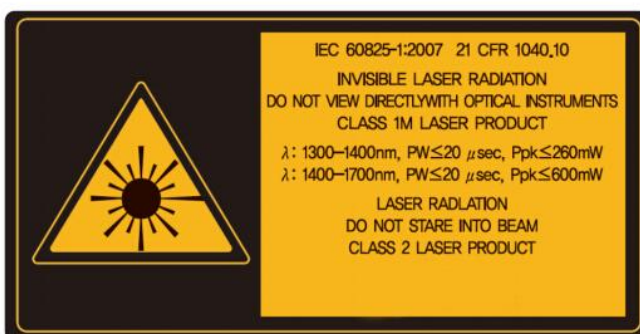 IEC 60825-1:2007 21 CFR 1040.10
INVISIBLE LASER RADIATION
DO NOT VIEW DIRECTLYWITH OPTICAL INSTRUMENTS
CLASS 1M LASER PRODUCT
λ: 1300-1400nm, PW≤20 μsec, Ppk≤260mW
λ: 1400-1700nm, PW≤20 μsec, Ppk≤600mW
LASER RADLATION
DO NOT STARE INTO BEAM
CLASS 2 LASER PRODUCT